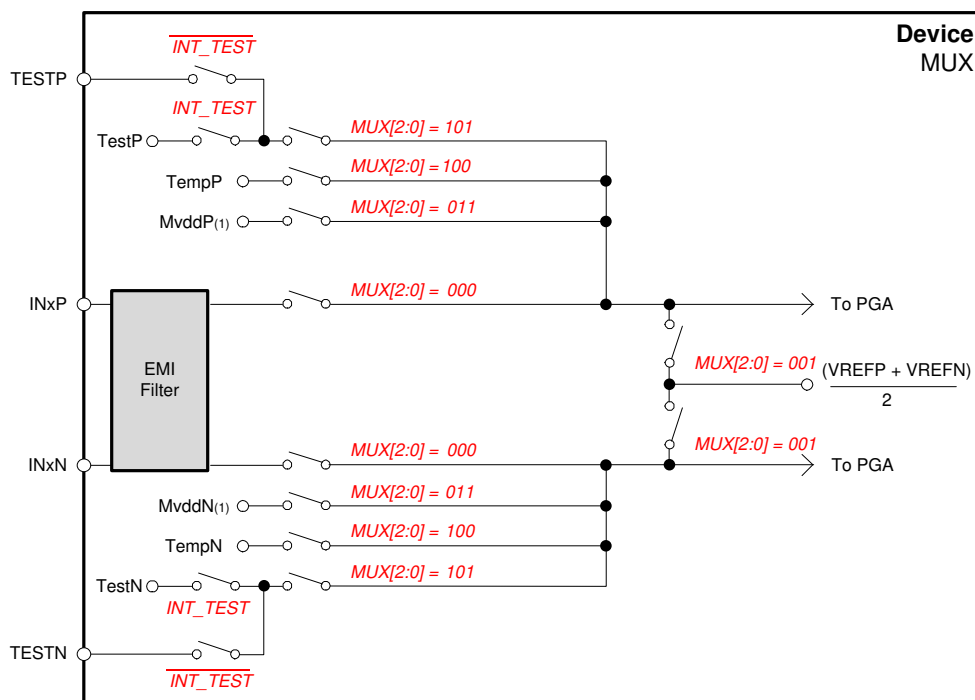 Device
MUX
INT_TEST
TESTP
INT_TEST
TestP
MUX[2:0] = 101
TempP
MUX[2:0] = 100
MvddP(1)
MUX[2:0] = 011
INxP
MUX[2:0] = 000
To PGA
EMI
Filter
MUX[2:0] = 001
(VREFP + VREFN)
2
MUX[2:0] = 001
INxN
MUX[2:0] = 000
To PGA
MvddN(1)
MUX[2:0] = 011
TempN
MUX[2:0] = 100
TestN
MUX[2:0] = 101
INT_TEST
TESTN
INT_TEST